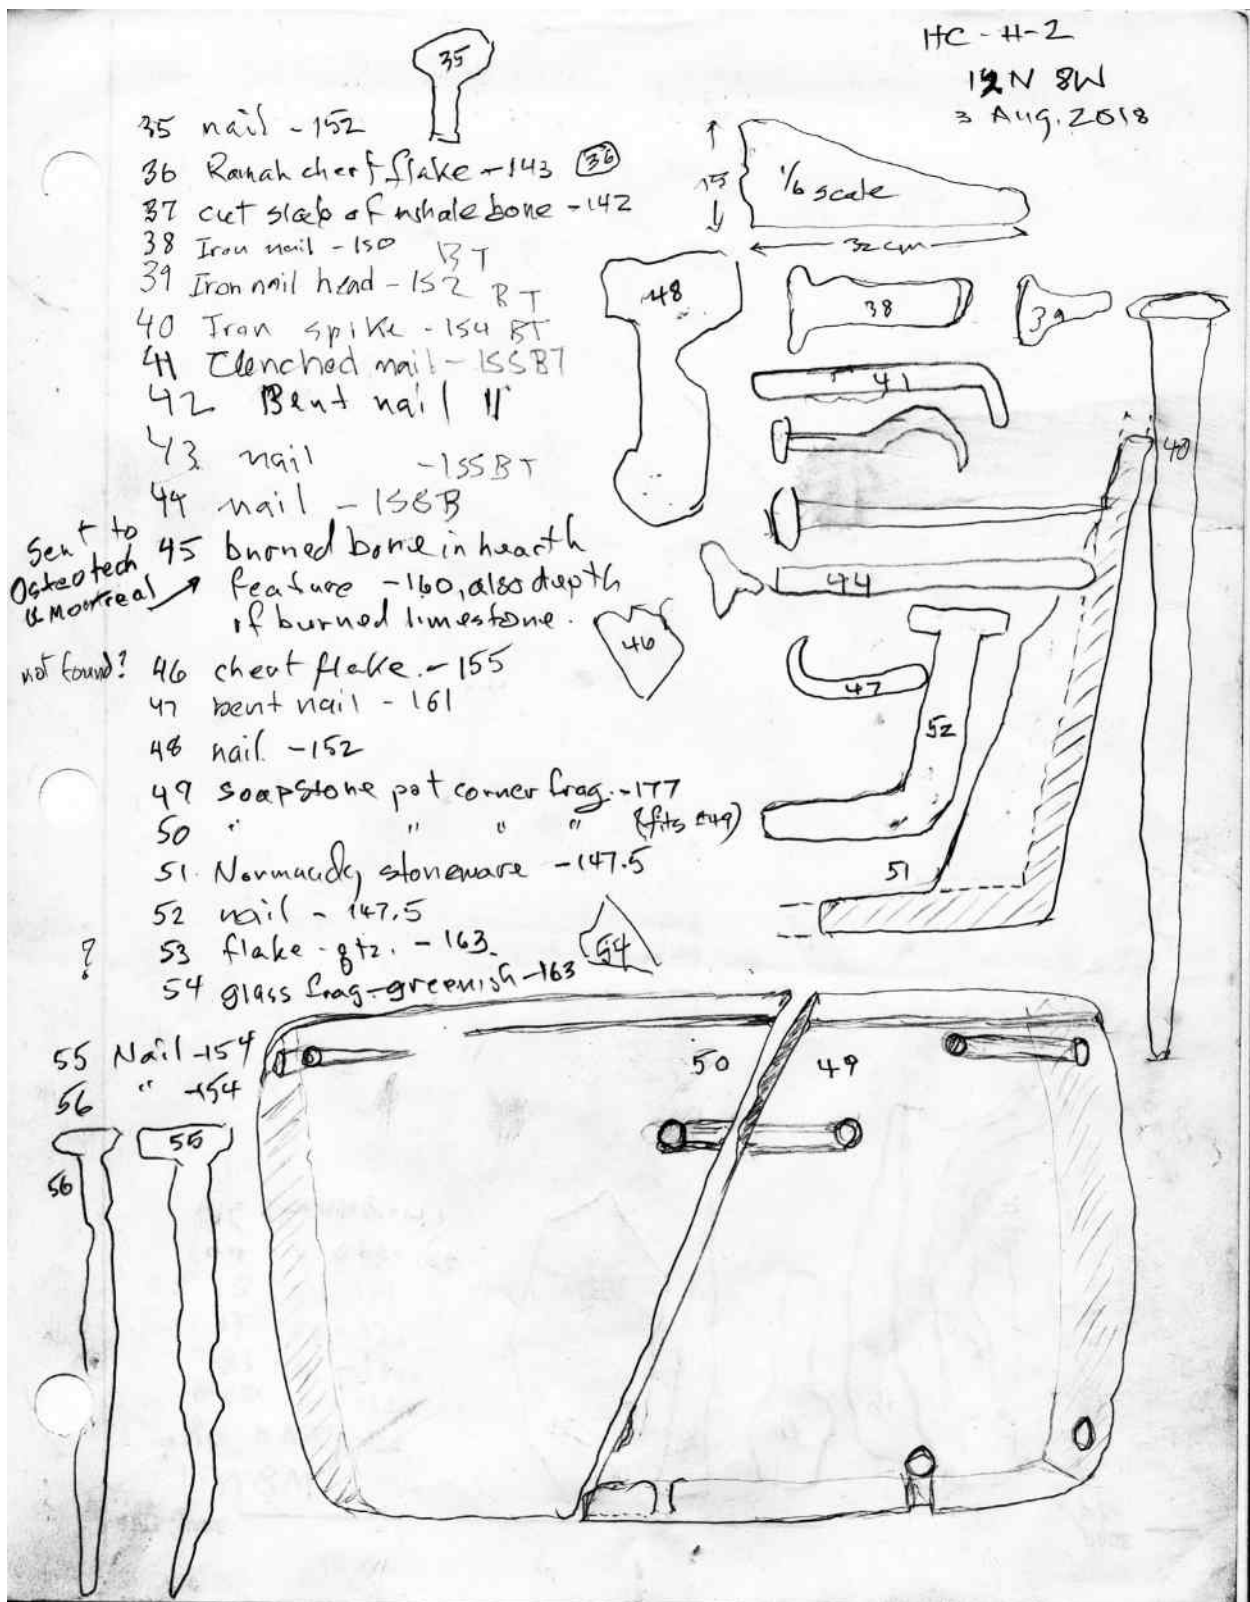 HC-H-2
12N 8W
3 Aug. 2018
35
35 nail - 152
36 Ramah chert flake - 143 36
37 cut slab of whale bone - 142
38 Iron nail - 150 BT
39 Iron nail head - 152 BT
40 Iron spike - 154 BT
41 Clenched nail - 155BT
42 Bent nail "
43 nail - 155BT
44 nail - 158B
45 burned bone in hearth
feature - 160, also depth
of burned limestone.
Sent to
Osteotech
Montreal
46 chert flake. - 155
not found?
47 bent nail - 161
48 nail. - 152
49 soapstone pot corner frag. - 177
50 " " " " (fits #49)
51. Normandy stoneware - 147.5
52 nail - 147.5
53 flake - qtz. - 163.
?
54 glass frag - greenish - 163
55 Nail - 154
56 " - 154
1/6 scale
32 cm
48
38
39
41
40
44
46
47
52
51
54
50
49
55
56